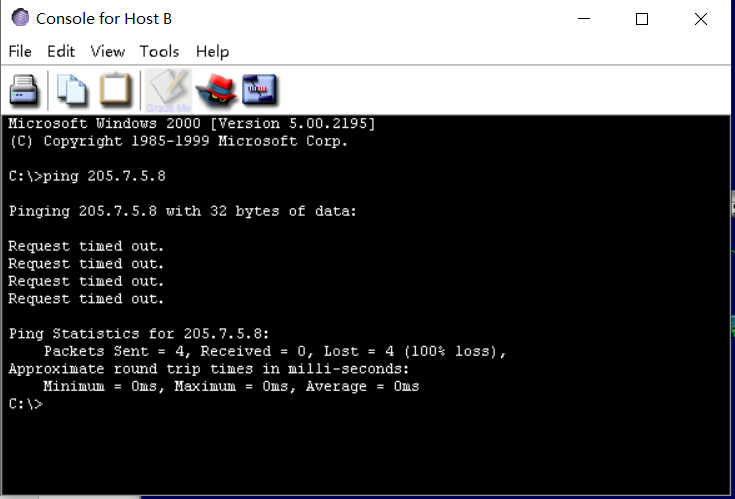 Console for Host B
File Edit View Tools Help
Grade Me
Microsoft Windows 2000 [Version 5.00.2195]
(C) Copyright 1985-1999 Microsoft Corp.
C:\>ping 205.7.5.8
Pinging 205.7.5.8 with 32 bytes of data:
Request timed out.
Request timed out.
Request timed out.
Request timed out.
Ping Statistics for 205.7.5.8:
    Packets Sent = 4, Received = 0, Lost = 4 (100% loss),
Approximate round trip times in milli-seconds:
    Minimum = 0ms, Maximum = 0ms, Average = 0ms
C:\>